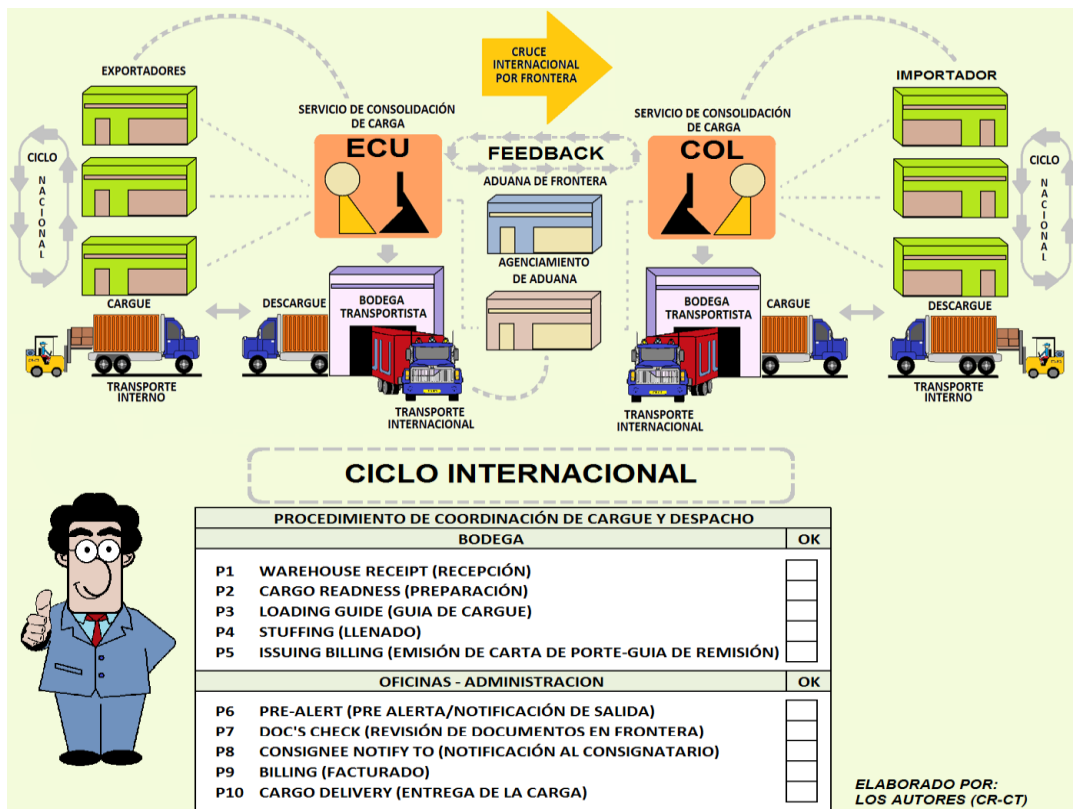 CRUCE
INTERNACIONAL
POR FRONTERA
EXPORTADORES
IMPORTADOR
SERVICIO DE CONSOLIDACIÓN
DE CARGA
ECU
SERVICIO DE CONSOLIDACIÓN
DE CARGA
COL
FEEDBACK
ADUANA DE FRONTERA
AGENCIAMIENTO
DE ADUANA
CICLO
NACIONAL
CICLO
NACIONAL
CARGUE
DESCARGUE
BODEGA
TRANSPORTISTA
BODEGA
TRANSPORTISTA
CARGUE
DESCARGUE
TRANSPORTE
INTERNO
TRANSPORTE
INTERNACIONAL
TRANSPORTE
INTERNACIONAL
TRANSPORTE
INTERNO
CICLO INTERNACIONAL
PROCEDIMIENTO DE COORDINACIÓN DE CARGUE Y DESPACHO
BODEGA OK
P1 WAREHOUSE RECEIPT (RECEPCIÓN)
P2 CARGO READNESS (PREPARACIÓN)
P3 LOADING GUIDE (GUIA DE CARGUE)
P4 STUFFING (LLENADO)
P5 ISSUING BILLING (EMISIÓN DE CARTA DE PORTE-GUIA DE REMISIÓN)
OFICINAS - ADMINISTRACION OK
P6 PRE-ALERT (PRE ALERTA/NOTIFICACIÓN DE SALIDA)
P7 DOC'S CHECK (REVISIÓN DE DOCUMENTOS EN FRONTERA)
P8 CONSIGNEE NOTIFY TO (NOTIFICACIÓN AL CONSIGNATARIO)
P9 BILLING (FACTURADO)
P10 CARGO DELIVERY (ENTREGA DE LA CARGA)
ELABORADO POR:
LOS AUTORES (CR-CT)